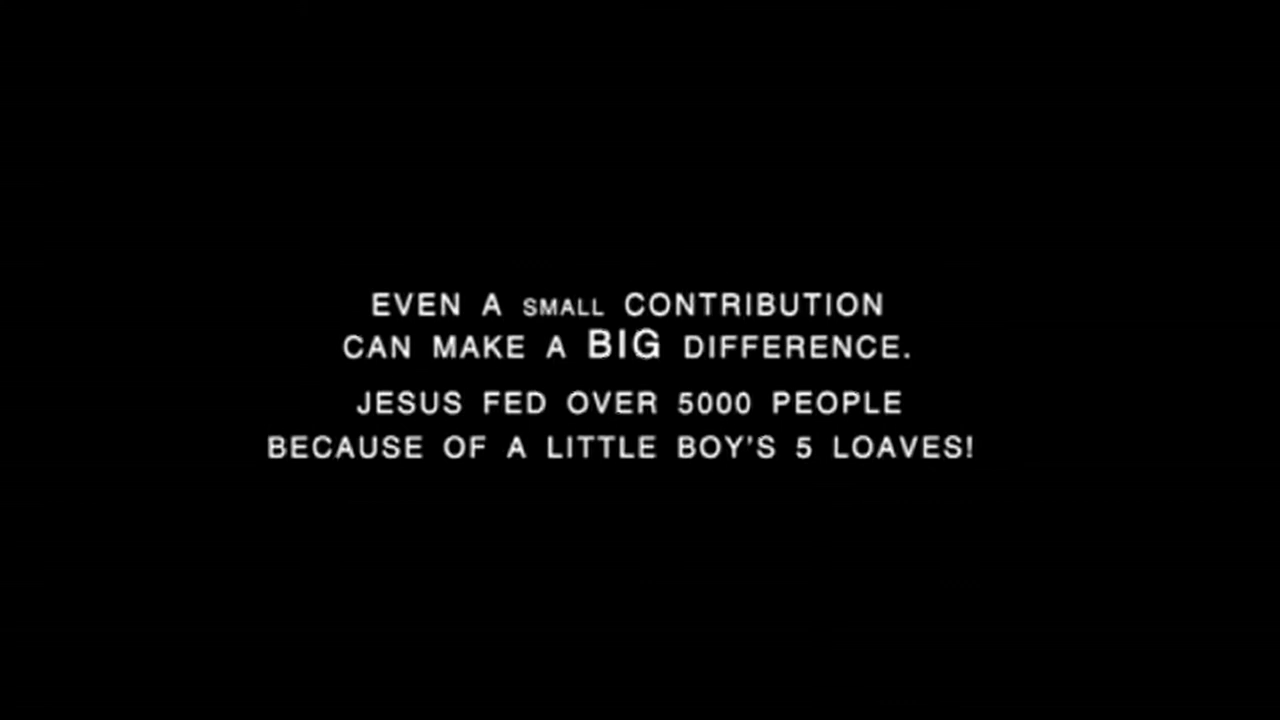 EVEN A SMALL CONTRIBUTION
CAN MAKE A BIG DIFFERENCE.
JESUS FED OVER 5000 PEOPLE
BECAUSE OF A LITTLE BOY'S 5 LOAVES!